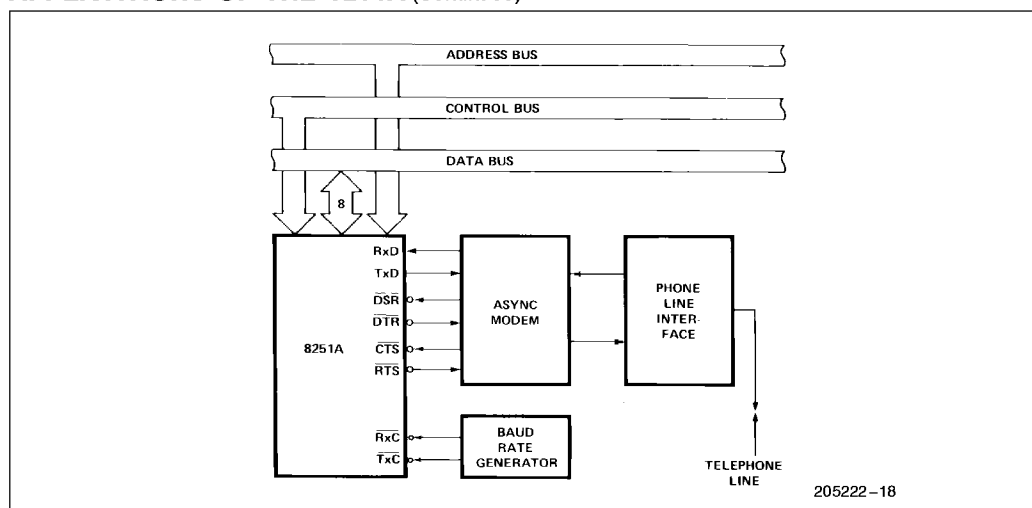 ADDRESS BUS
CONTROL BUS
DATA BUS
8
8251A
RxD
TxD
DSR
DTR
CTS
RTS
RxC
TxC
ASYNC
MODEM
BAUD
RATE
GENERATOR
PHONE
LINE
INTER-
FACE
TELEPHONE
LINE
205222-18